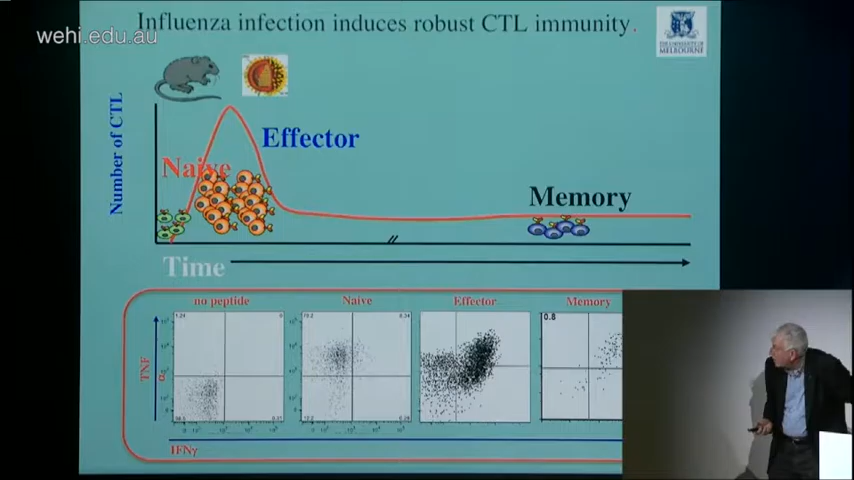 Influenza infection induces robust CTL immunity.
wehi.edu.au
THE UNIVERSITY OF
MELBOURNE
Number of CTL
Effector
Naive
Memory
Time
no peptide
Naive
Effector
Memory
0.8
TNF
α
IFNγ